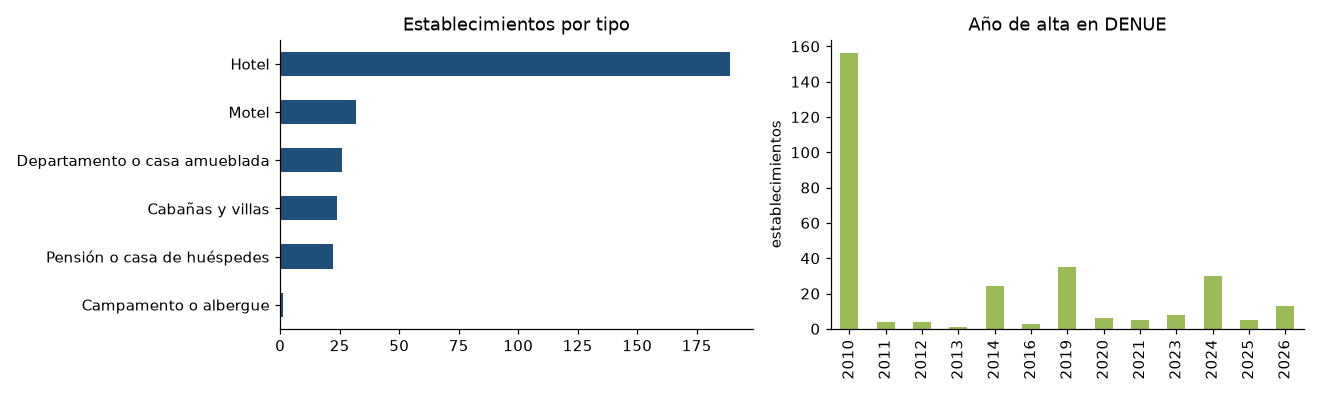 Establecimientos por tipo
Hotel
Motel
Departamento o casa amueblada
Cabañas y villas
Pensión o casa de huéspedes
Campamento o albergue
0 25 50 75 100 125 150 175
Año de alta en DENUE
establecimientos
160
140
120
100
80
60
40
20
0
2010 2011 2012 2013 2014 2016 2019 2020 2021 2023 2024 2025 2026